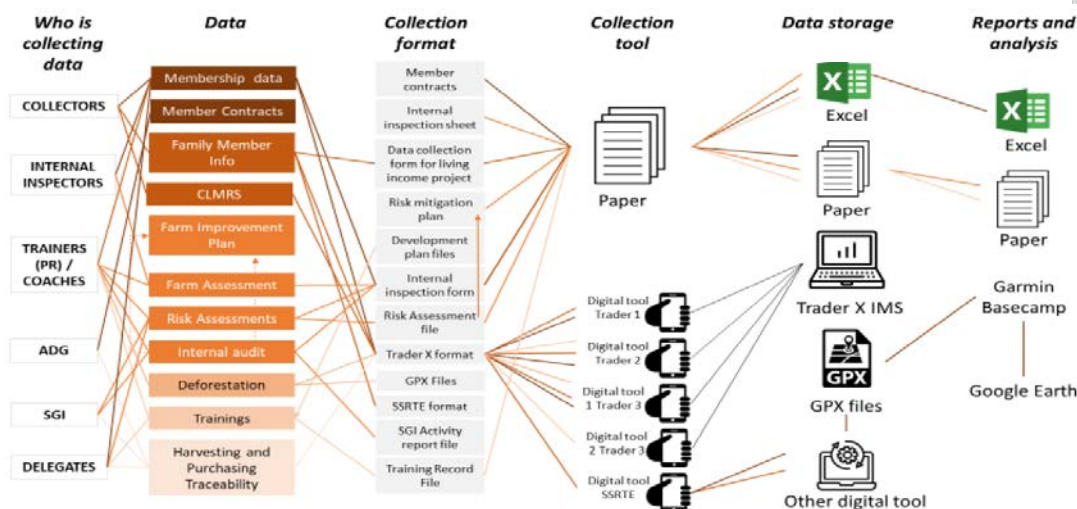 Who is
collecting
data
Data
Collection
format
Collection
tool
Data storage
Reports and
analysis
COLLECTORS
INTERNAL
INSPECTORS
TRAINERS
(PR) /
COACHES
ADG
SGI
DELEGATES
Membership data
Member Contracts
Family Member
Info
CLMRS
Farm Improvement
Plan
Farm Assessment
Risk Assessments
Internal audit
Deforestation
Trainings
Harvesting and
Purchasing
Traceability
Member
contracts
Internal
inspection sheet
Data collection
form for living
income project
Risk mitigation
plan
Development
plan files
Internal
inspection form
Risk Assessment
file
Trader X format
GPX Files
SSRTE format
SGI Activity
report file
Training Record
File
Paper
Digital tool
Trader 1
Digital tool
Trader 2
Digital tool
1 Trader 3
Digital tool
2 Trader 3
Digital tool
SSRTE
X
Excel
Paper
Trader X IMS
GPX
GPX files
Other digital tool
X
Excel
Paper
Garmin
Basecamp
Google Earth